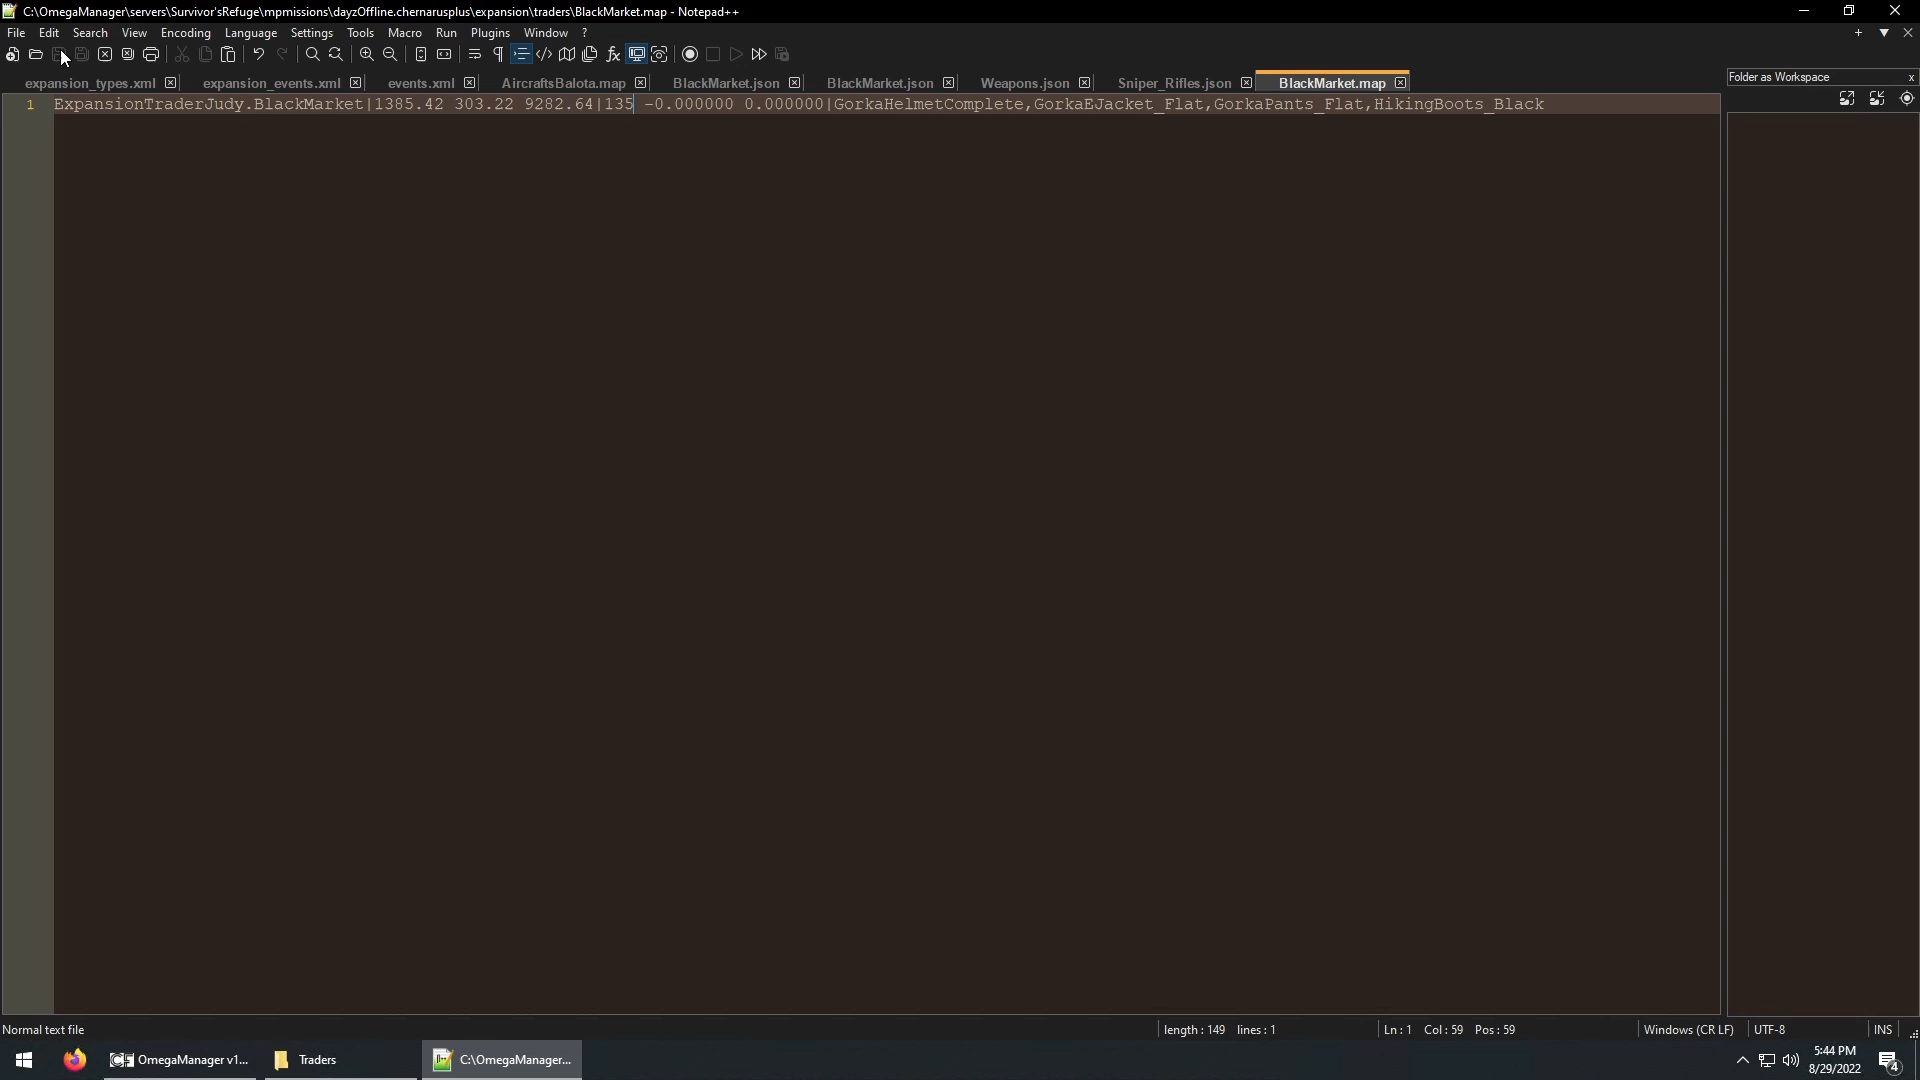 C:\OmegaManager\servers\Survivor'sRefuge\mpmissions\dayzOffline.chernarusplus\expansion\traders\BlackMarket.map - Notepad++
File Edit Search View Encoding Language Settings Tools Macro Run Plugins Window ?
expansion_types.xml expansion_events.xml events.xml AircraftsBalota.map BlackMarket.json BlackMarket.json Weapons.json Sniper_Rifles.json BlackMarket.map
Folder as Workspace
1 ExpansionTraderJudy.BlackMarket|1385.42 303.22 9282.64|135 -0.000000 0.000000|GorkaHelmetComplete,GorkaEJacket_Flat,GorkaPants_Flat,HikingBoots_Black
Normal text file length : 149 lines : 1 Ln : 1 Col : 59 Pos : 59 Windows (CR LF) UTF-8 INS
OmegaManager v1... Traders C:\OmegaManager...
5:44 PM
8/29/2022
4